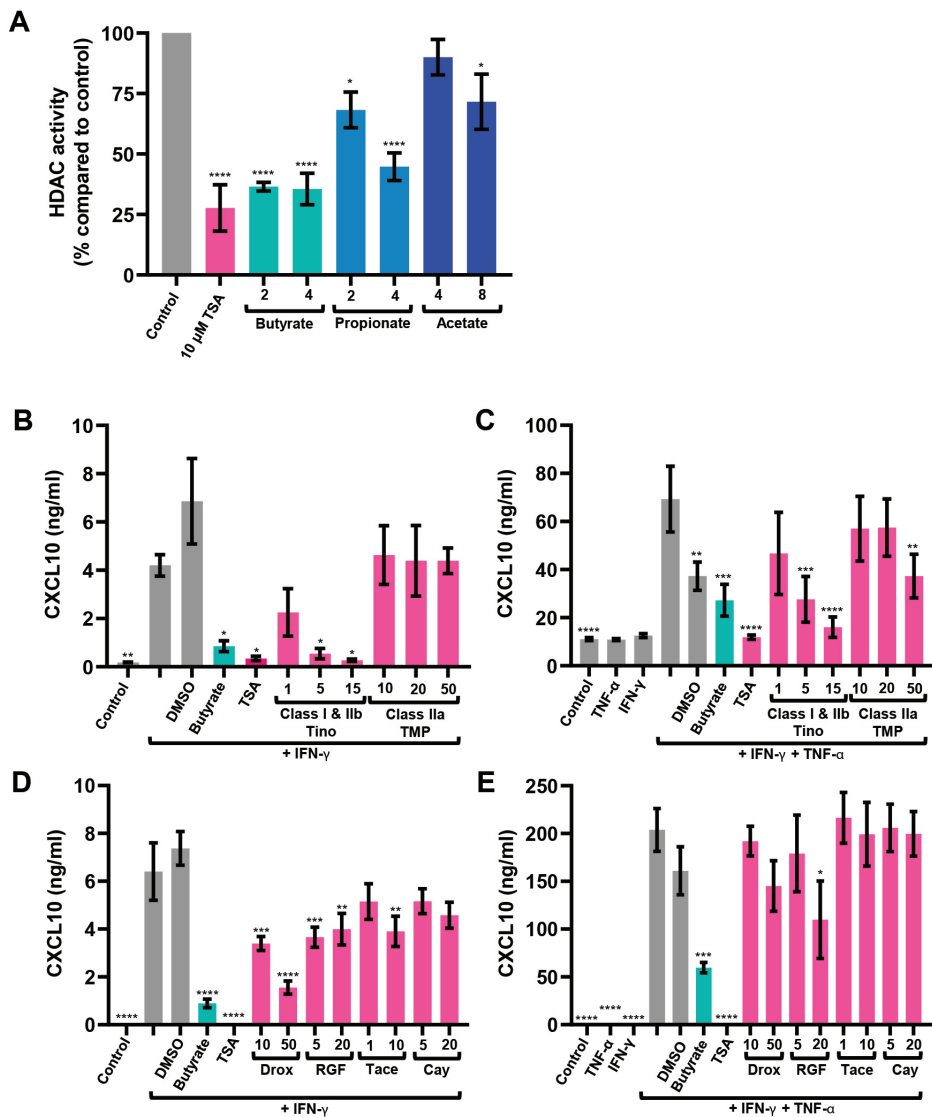 A
HDAC activity
(% compared to control)
100
75
50
25
0
**** **** **** * **** *
Control
10 µM TSA
2 4 2 4 4 8
Butyrate Propionate Acetate
B
CXCL10 (ng/ml)
10
8
6
4
2
0
** * * * *
Control
DMSO
Butyrate
TSA
1 5 15 10 20 50
Class I & IIb Class IIa
Tino TMP
+ IFN-γ
C
CXCL10 (ng/ml)
100
80
60
40
20
0
**** ** *** **** *** **** **
Control
TNF-α
IFN-γ
DMSO
Butyrate
TSA
1 5 15 10 20 50
Class I & IIb Class IIa
Tino TMP
+ IFN-γ + TNF-α
D
CXCL10 (ng/ml)
10
8
6
4
2
0
**** **** **** *** **** *** ** **
Control
DMSO
Butyrate
TSA
10 50 5 20 1 10 5 20
Drox RGF Tace Cay
+ IFN-γ
E
CXCL10 (ng/ml)
250
200
150
100
50
0
**** **** **** *** **** *
Control
TNF-α
IFN-γ
DMSO
Butyrate
TSA
10 50 5 20 1 10 5 20
Drox RGF Tace Cay
+ IFN-γ + TNF-α